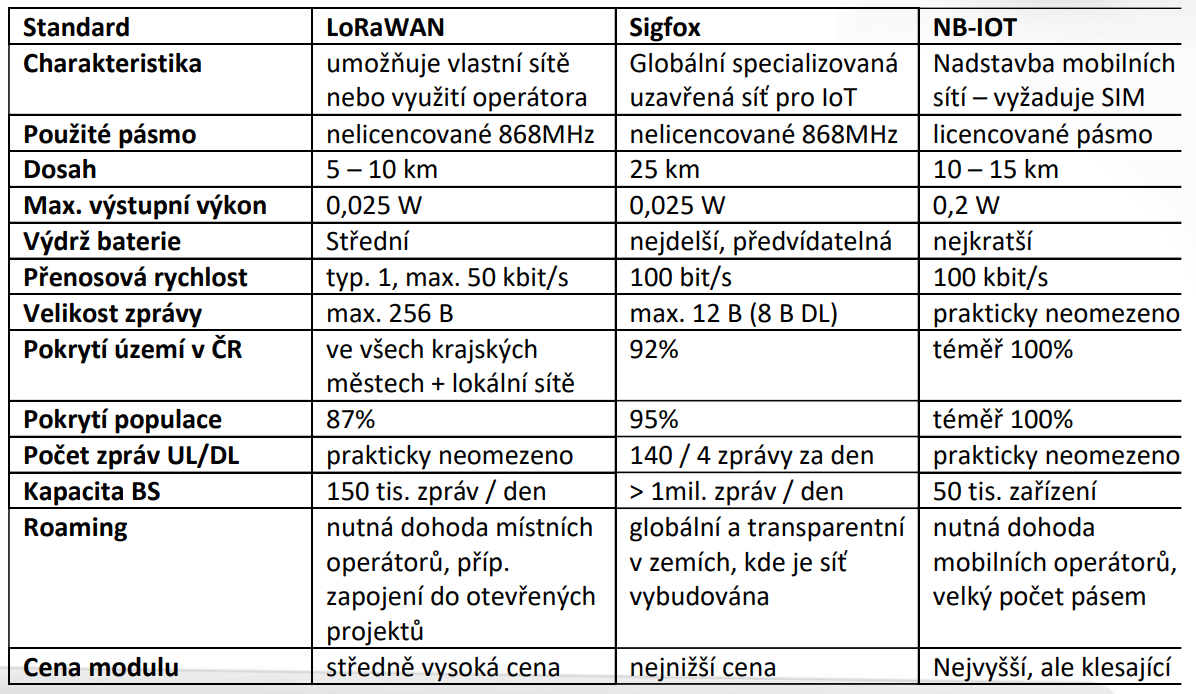 Standard LoRaWAN Sigfox NB-IOT
Charakteristika umožňuje vlastní sítě Globální specializovaná Nadstavba mobilních
nebo využití operátora uzavřená síť pro IoT sítí – vyžaduje SIM
Použité pásmo nelicencované 868MHz nelicencované 868MHz licencované pásmo
Dosah 5 – 10 km 25 km 10 – 15 km
Max. výstupní výkon 0,025 W 0,025 W 0,2 W
Výdrž baterie Střední nejdelší, předvídatelná nejkratší
Přenosová rychlost typ. 1, max. 50 kbit/s 100 bit/s 100 kbit/s
Velikost zprávy max. 256 B max. 12 B (8 B DL) prakticky neomezeno
Pokrytí území v ČR ve všech krajských 92% téměř 100%
městech + lokální sítě
Pokrytí populace 87% 95% téměř 100%
Počet zpráv UL/DL prakticky neomezeno 140 / 4 zprávy za den prakticky neomezeno
Kapacita BS 150 tis. zpráv / den > 1mil. zpráv / den 50 tis. zařízení
Roaming nutná dohoda místních globální a transparentní nutná dohoda
operátorů, příp. v zemích, kde je síť mobilních operátorů,
zapojení do otevřených vybudována velký počet pásem
projektů
Cena modulu středně vysoká cena nejnižší cena Nejvyšší, ale klesající